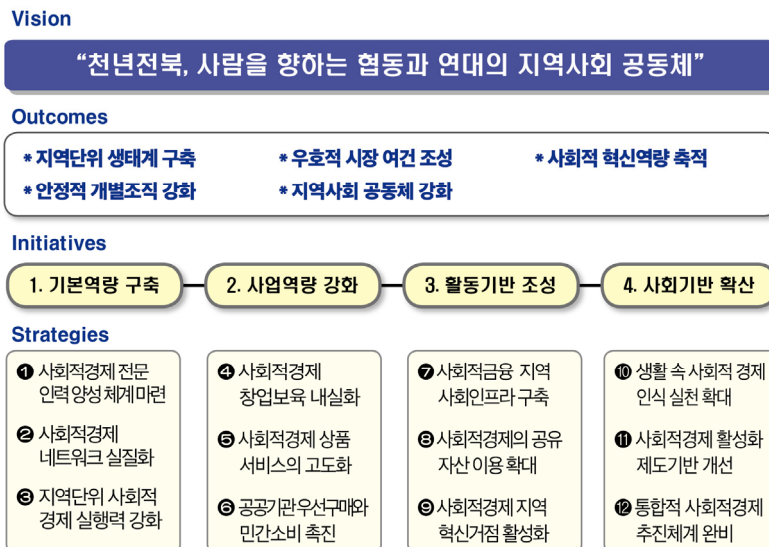 Vision
“천년전북, 사람을 향하는 협동과 연대의 지역사회 공동체”
Outcomes
* 지역단위 생태계 구축
* 우호적 시장 여건 조성
* 사회적 혁신역량 축적
* 안정적 개별조직 강화
* 지역사회 공동체 강화
Initiatives
1. 기본역량 구축
2. 사업역량 강화
3. 활동기반 조성
4. 사회기반 확산
Strategies
❶ 사회적경제 전문
인력양성 체계마련
❷ 사회적경제
네트워크 실질화
❸ 지역단위 사회적
경제 실행력 강화
❹ 사회적경제
창업보육 내실화
❺ 사회적경제 상품
서비스의 고도화
❻ 공공기관우선구매와
민간소비 촉진
❼ 사회적금융 지역
사회인프라 구축
❽ 사회적경제의 공유
자산 이용 확대
❾ 사회적경제 지역
혁신거점 활성화
❿ 생활 속 사회적 경제
인식 실천 확대
⓫ 사회적경제 활성화
제도기반 개선
⓬ 통합적 사회적경제
추진체계 완비